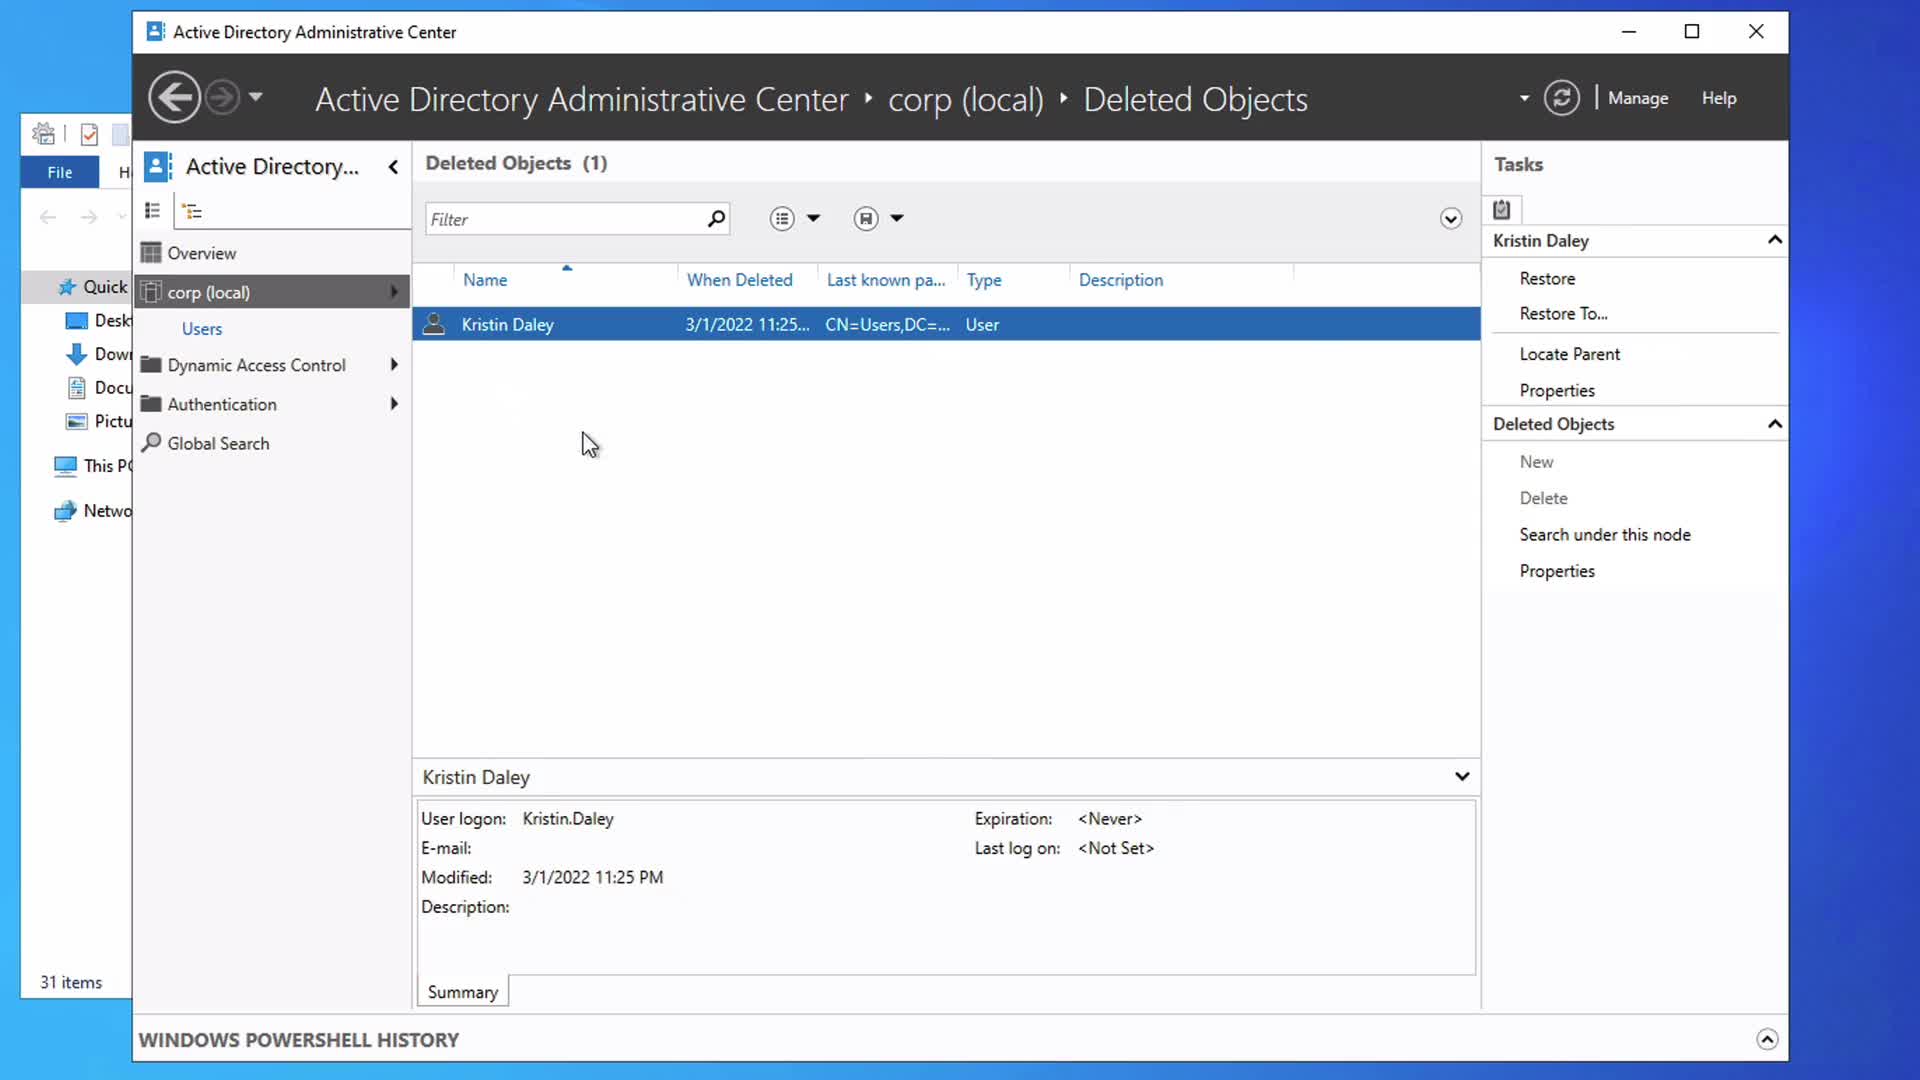 Active Directory Administrative Center
Active Directory Administrative Center ‣ corp (local) ‣ Deleted Objects
Manage
Help
File
Quick
Desk
Down
Docu
Pictu
This PC
Netwo
31 items
Active Directory...
Overview
corp (local)
Users
Dynamic Access Control
Authentication
Global Search
Deleted Objects (1)
Filter
Name When Deleted Last known pa... Type Description
Kristin Daley 3/1/2022 11:25... CN=Users,DC=... User
Kristin Daley
User logon: Kristin.Daley Expiration: <Never>
E-mail: Last log on: <Not Set>
Modified: 3/1/2022 11:25 PM
Description:
Summary
Tasks
Kristin Daley
Restore
Restore To...
Locate Parent
Properties
Deleted Objects
New
Delete
Search under this node
Properties
WINDOWS POWERSHELL HISTORY